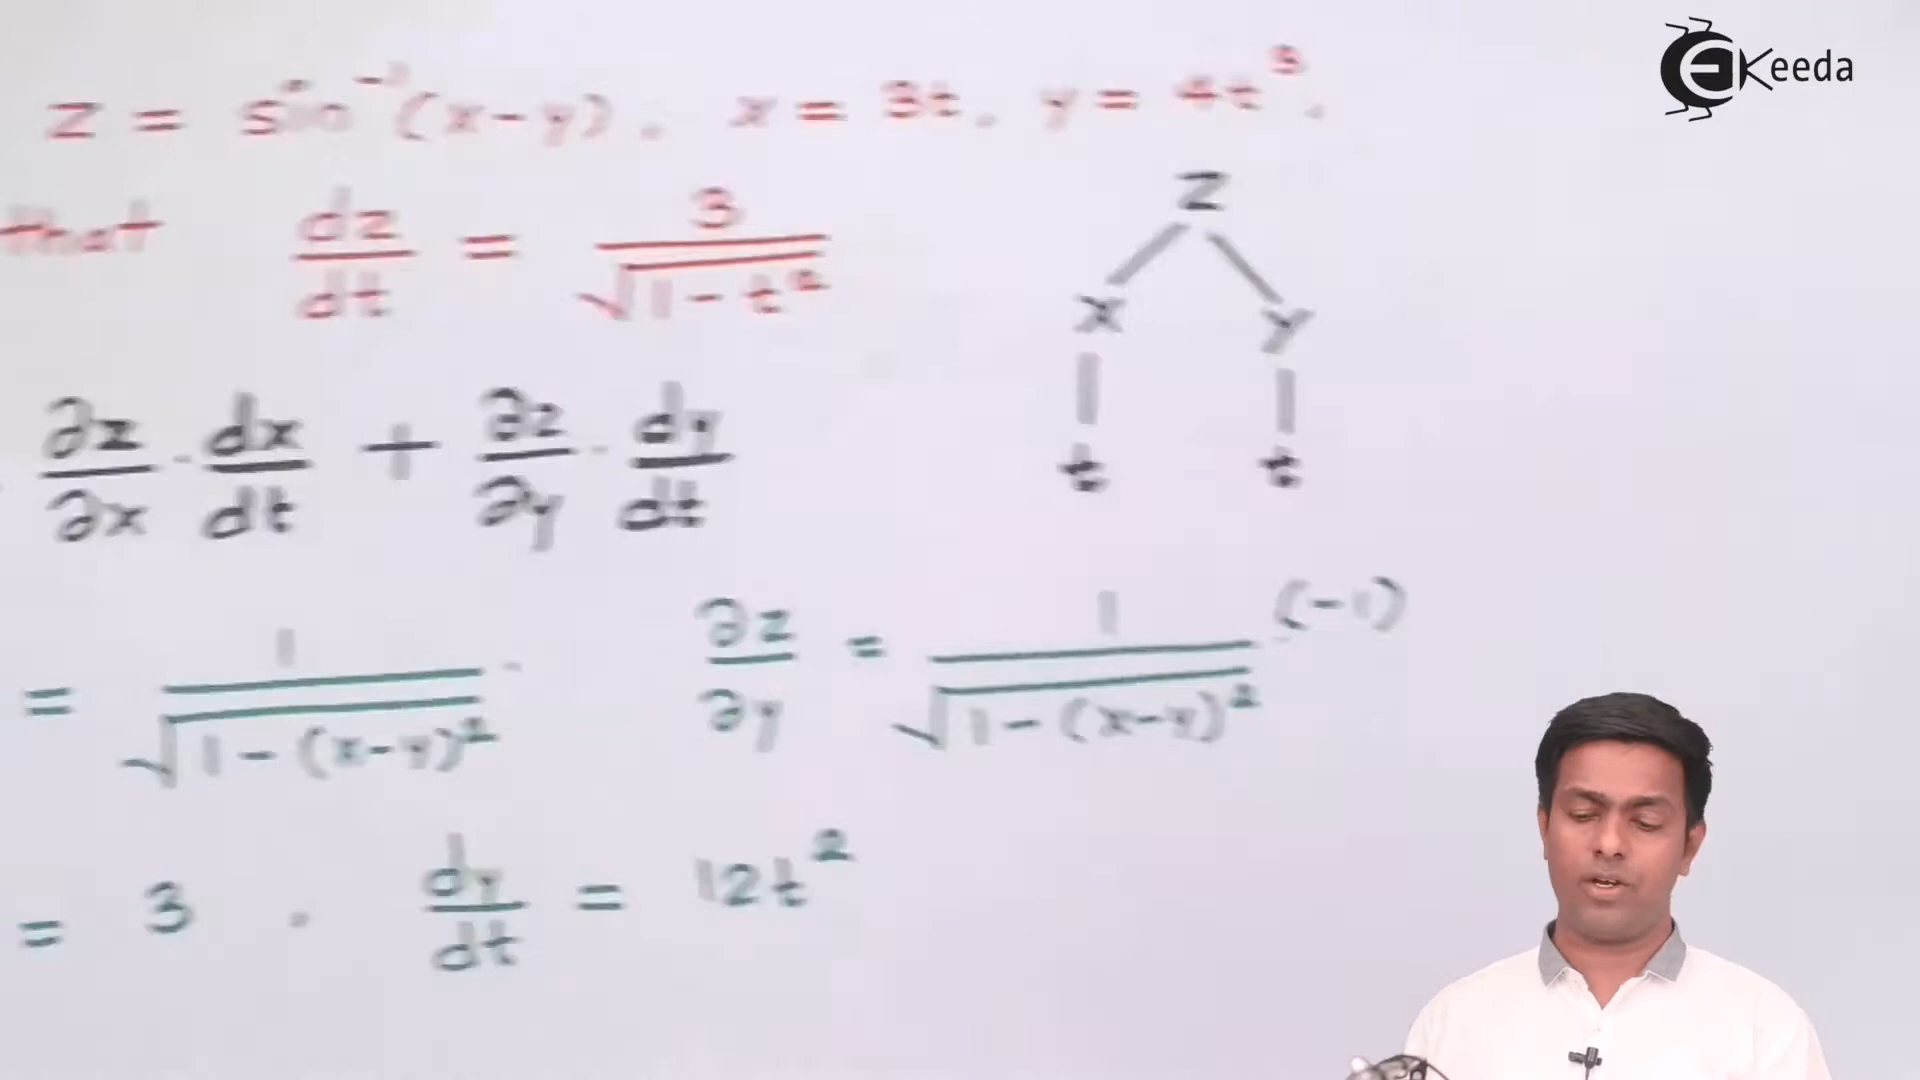 EKeeda
z = sin⁻¹(x-y), x = 3t, y = 4t³.
that dz/dt = 3/√(1-t²)
z
x y
t t
∂z/∂x · dx/dt + ∂z/∂y · dy/dt
= 1/√(1-(x-y)²) . ∂z/∂y = 1/√(1-(x-y)²) ·(-1)
= 3 . dy/dt = 12t²